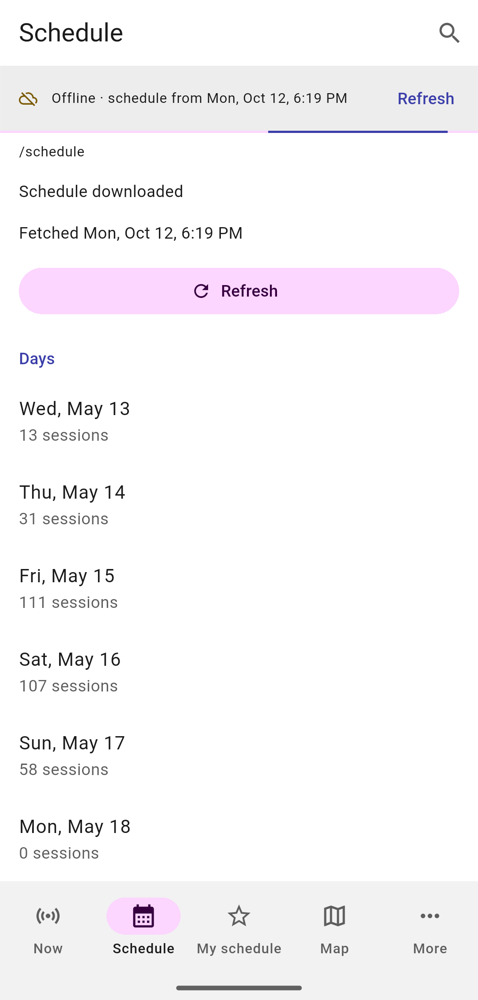 Schedule
Offline · schedule from Mon, Oct 12, 6:19 PM
Refresh
/schedule
Schedule downloaded
Fetched Mon, Oct 12, 6:19 PM
Refresh
Days
Wed, May 13
13 sessions
Thu, May 14
31 sessions
Fri, May 15
111 sessions
Sat, May 16
107 sessions
Sun, May 17
58 sessions
Mon, May 18
0 sessions
Now
Schedule
My schedule
Map
More